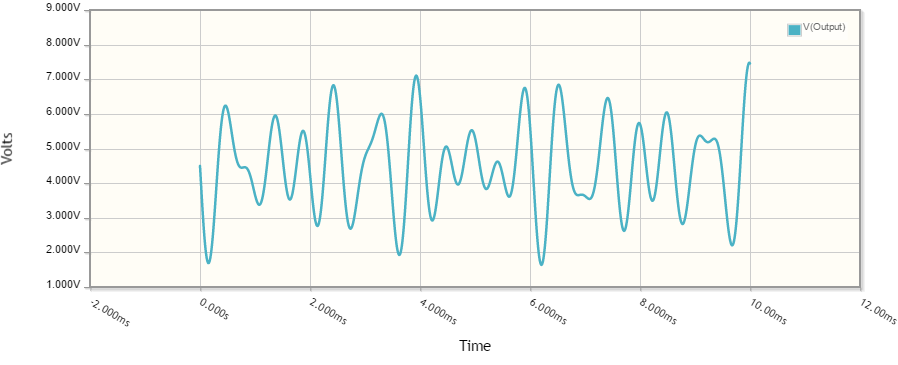 9.000V
8.000V
7.000V
6.000V
5.000V
4.000V
3.000V
2.000V
1.000V
Volts
V(Output)
-2.000ms
0.000s
2.000ms
4.000ms
6.000ms
8.000ms
10.00ms
12.00ms
Time